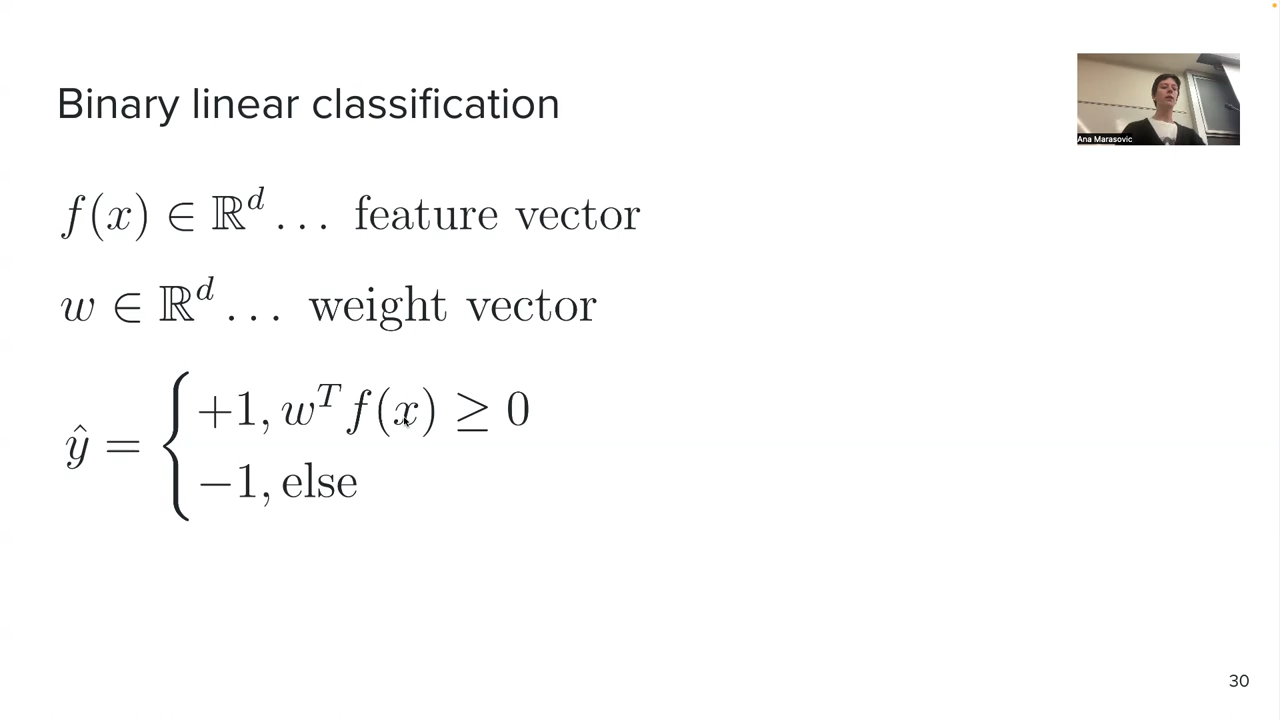 Binary linear classification
Ana Marasovic
f(x) ∈ ℝ^d … feature vector
w ∈ ℝ^d … weight vector
ŷ = { +1, w^T f(x) ≥ 0
−1, else
30